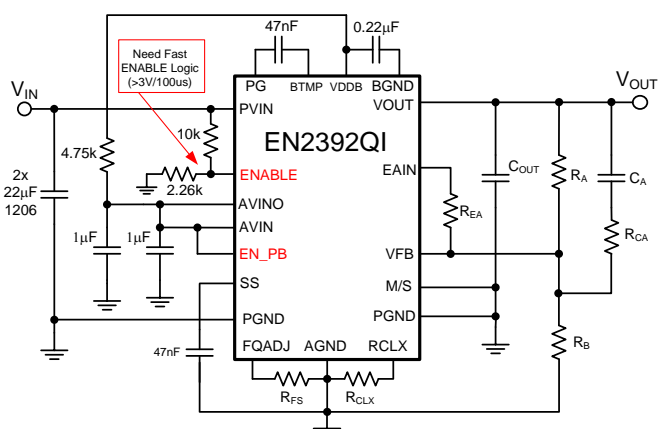 47nF
0.22µF
Need Fast
ENABLE Logic
(>3V/100us)
PG
BTMP
VDDB
BGND
VIN
VOUT
PVIN
VOUT
10k
EN2392QI
4.75k
EAIN
COUT
RA
CA
2x
22µF
1206
ENABLE
2.26k
REA
AVINO
RCA
AVIN
1µF
1µF
EN_PB
VFB
SS
M/S
PGND
PGND
RB
47nF
FQADJ
AGND
RCLX
RFS
RCLX